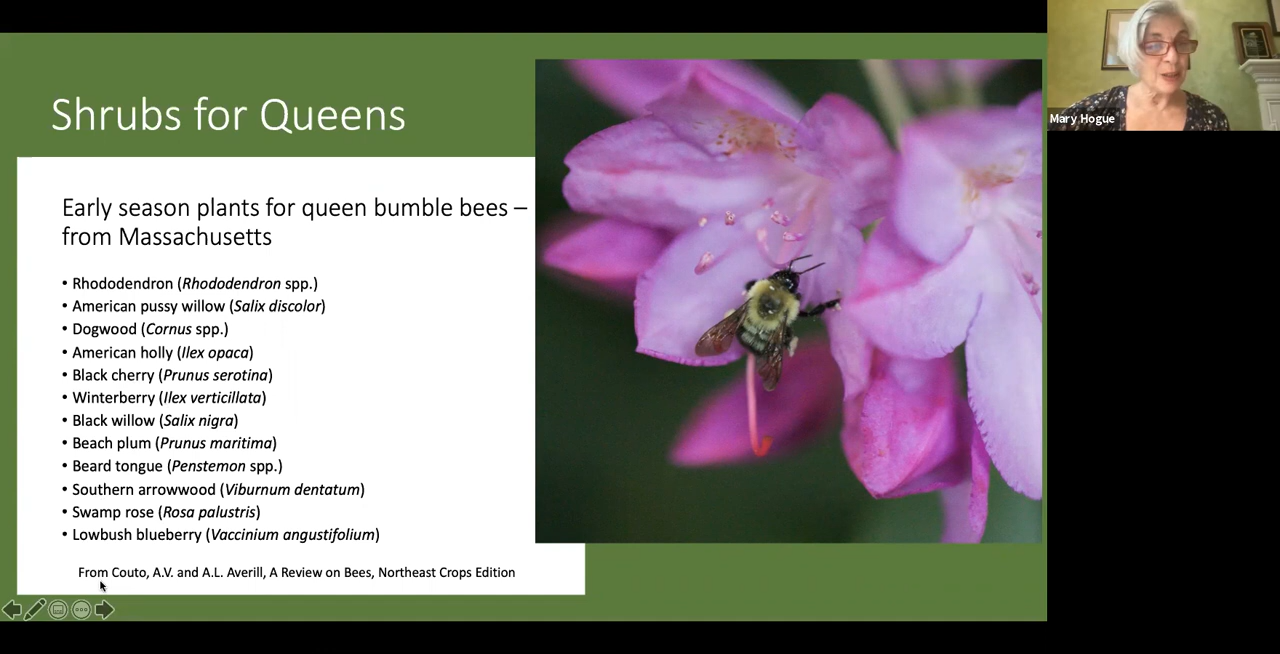 Shrubs for Queens
Early season plants for queen bumble bees –
from Massachusetts
• Rhododendron (Rhododendron spp.)
• American pussy willow (Salix discolor)
• Dogwood (Cornus spp.)
• American holly (Ilex opaca)
• Black cherry (Prunus serotina)
• Winterberry (Ilex verticillata)
• Black willow (Salix nigra)
• Beach plum (Prunus maritima)
• Beard tongue (Penstemon spp.)
• Southern arrowwood (Viburnum dentatum)
• Swamp rose (Rosa palustris)
• Lowbush blueberry (Vaccinium angustifolium)
From Couto, A.V. and A.L. Averill, A Review on Bees, Northeast Crops Edition
Mary Hogue